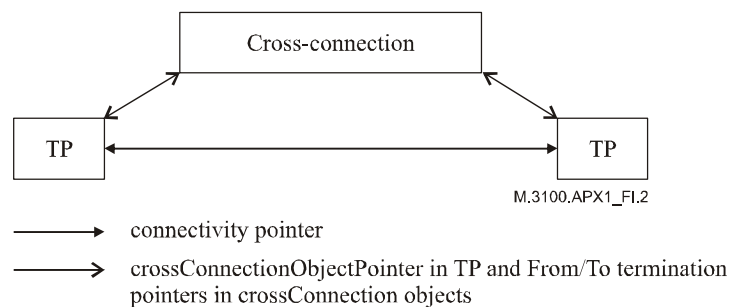 Cross-connection
TP
TP
M.3100.APX1_FI.2
connectivity pointer
crossConnectionObjectPointer in TP and From/To termination
pointers in crossConnection objects